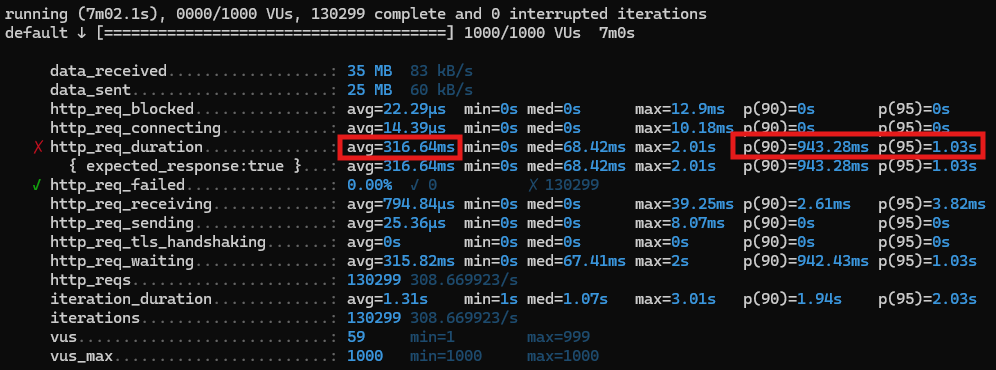 running (7m02.1s), 0000/1000 VUs, 130299 complete and 0 interrupted iterations
default ↓ [======================================] 1000/1000 VUs  7m0s
data_received..................: 35 MB  83 kB/s
data_sent......................: 25 MB  60 kB/s
http_req_blocked...............: avg=22.29µs  min=0s med=0s      max=12.9ms  p(90)=0s       p(95)=0s
http_req_connecting............: avg=14.39µs  min=0s med=0s      max=10.18ms p(90)=0s       p(95)=0s
✗ http_req_duration..............: avg=316.64ms min=0s med=68.42ms max=2.01s   p(90)=943.28ms p(95)=1.03s
{ expected_response:true }...: avg=316.64ms min=0s med=68.42ms max=2.01s   p(90)=943.28ms p(95)=1.03s
✓ http_req_failed................: 0.00%  ✓ 0          ✗ 130299
http_req_receiving.............: avg=794.84µs min=0s med=0s      max=39.25ms p(90)=2.61ms   p(95)=3.82ms
http_req_sending...............: avg=25.36µs  min=0s med=0s      max=8.07ms  p(90)=0s       p(95)=0s
http_req_tls_handshaking.......: avg=0s       min=0s med=0s      max=0s      p(90)=0s       p(95)=0s
http_req_waiting...............: avg=315.82ms min=0s med=67.41ms max=2s      p(90)=942.43ms p(95)=1.03s
http_reqs......................: 130299 308.669923/s
iteration_duration.............: avg=1.31s    min=1s med=1.07s   max=3.01s   p(90)=1.94s    p(95)=2.03s
iterations.....................: 130299 308.669923/s
vus............................: 59     min=1        max=999
vus_max........................: 1000   min=1000     max=1000